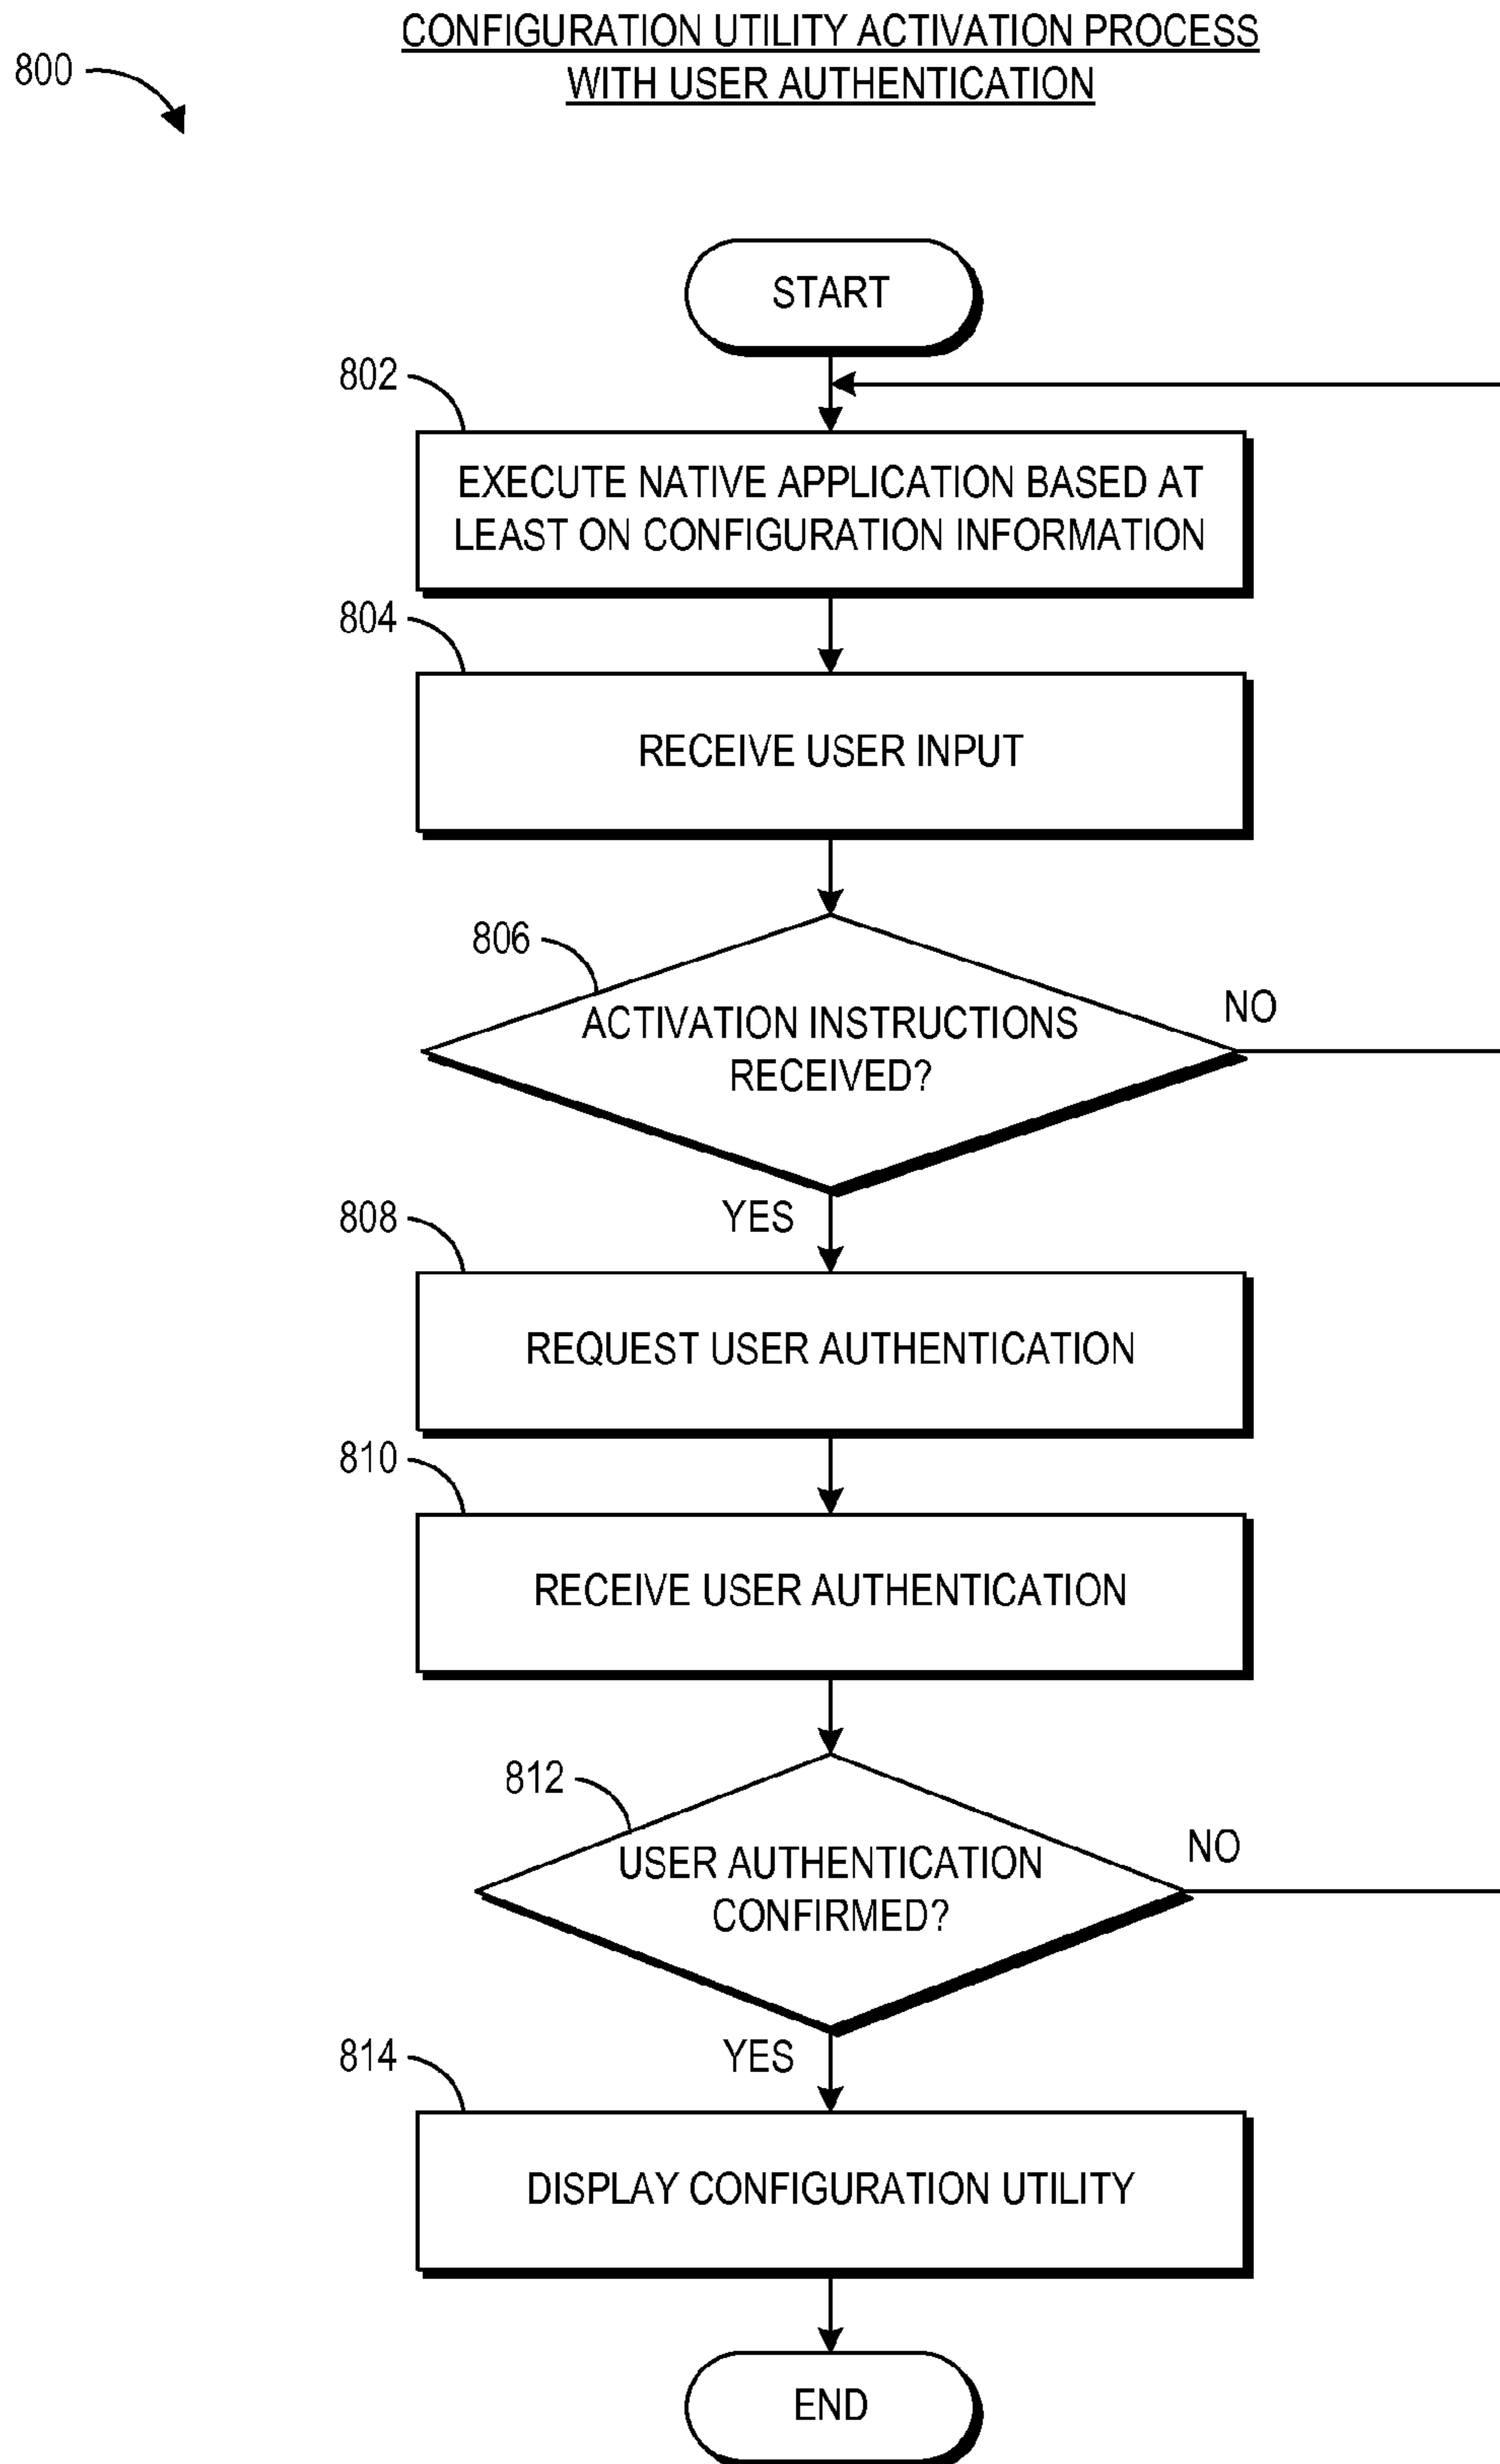 CONFIGURATION UTILITY ACTIVATION PROCESS
WITH USER AUTHENTICATION
800
START
802
EXECUTE NATIVE APPLICATION BASED AT
LEAST ON CONFIGURATION INFORMATION
804
RECEIVE USER INPUT
806
ACTIVATION INSTRUCTIONS
RECEIVED?
NO
YES
808
REQUEST USER AUTHENTICATION
810
RECEIVE USER AUTHENTICATION
812
USER AUTHENTICATION
CONFIRMED?
NO
YES
814
DISPLAY CONFIGURATION UTILITY
END